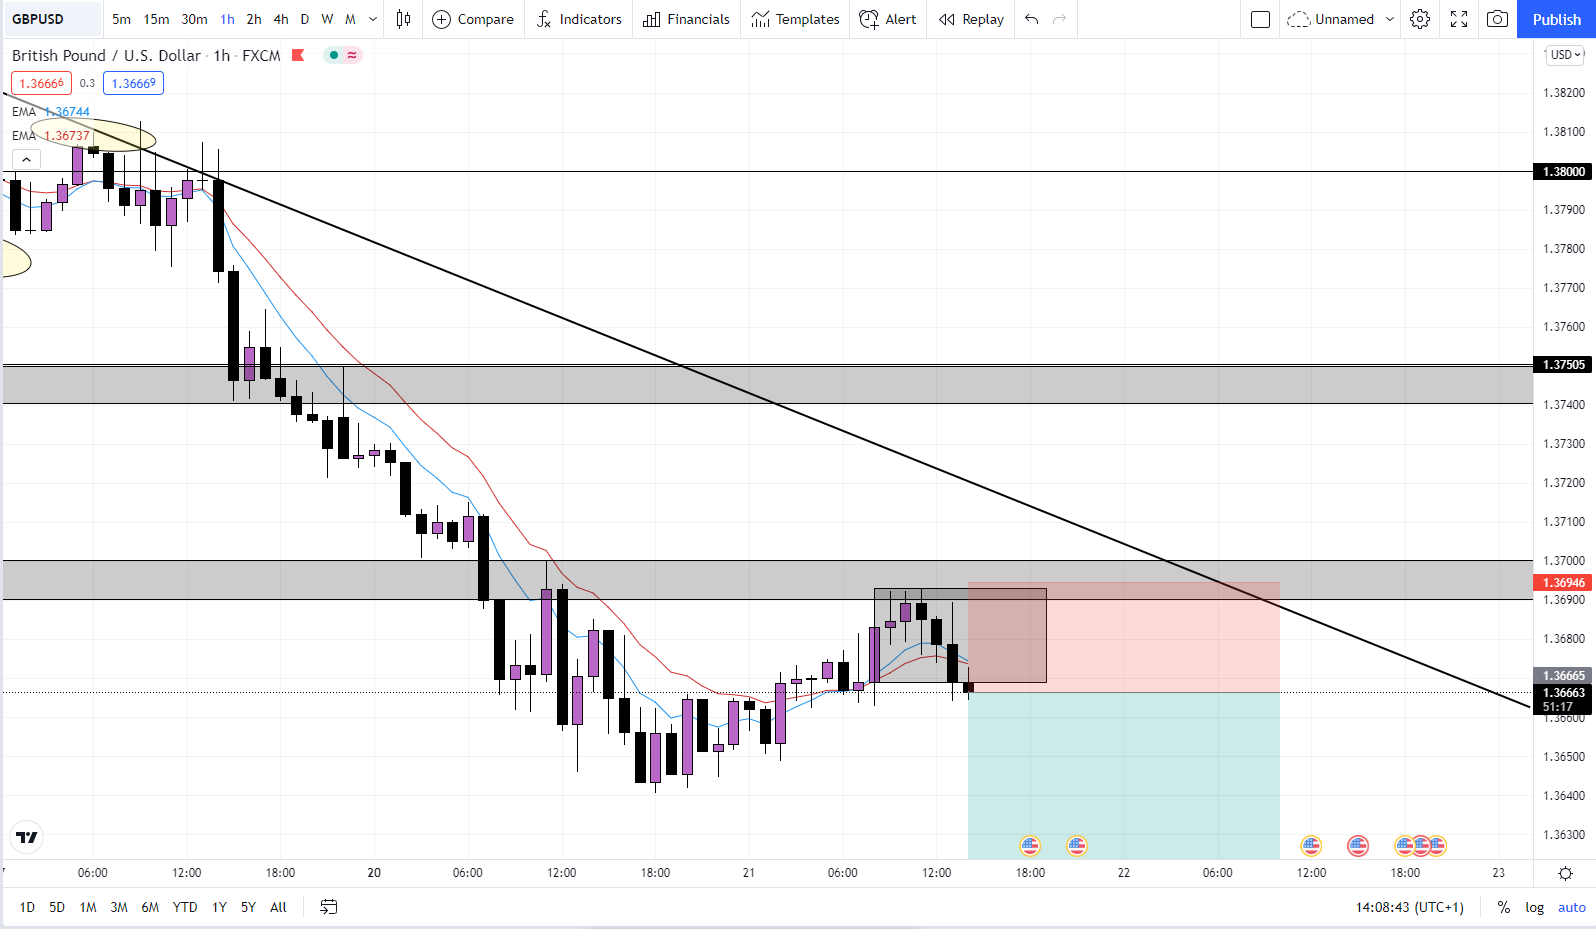 GBPUSD 5m 15m 30m 1h 2h 4h D W M Compare Indicators Financials Templates Alert Replay Unnamed Publish
British Pound / U.S. Dollar · 1h · FXCM
USD
1.36666 0.3 1.36669
EMA 1.36744
EMA 1.36737
1.38200
1.38100
1.38000
1.37900
1.37800
1.37700
1.37600
1.37505
1.37400
1.37300
1.37200
1.37100
1.37000
1.36946
1.36900
1.36800
1.36665
1.36663
51:17
1.36600
1.36500
1.36400
1.36300
06:00 12:00 18:00 20 06:00 12:00 18:00 21 06:00 12:00 18:00 22 06:00 12:00 18:00 23
1D 5D 1M 3M 6M YTD 1Y 5Y All 14:08:43 (UTC+1) % log auto